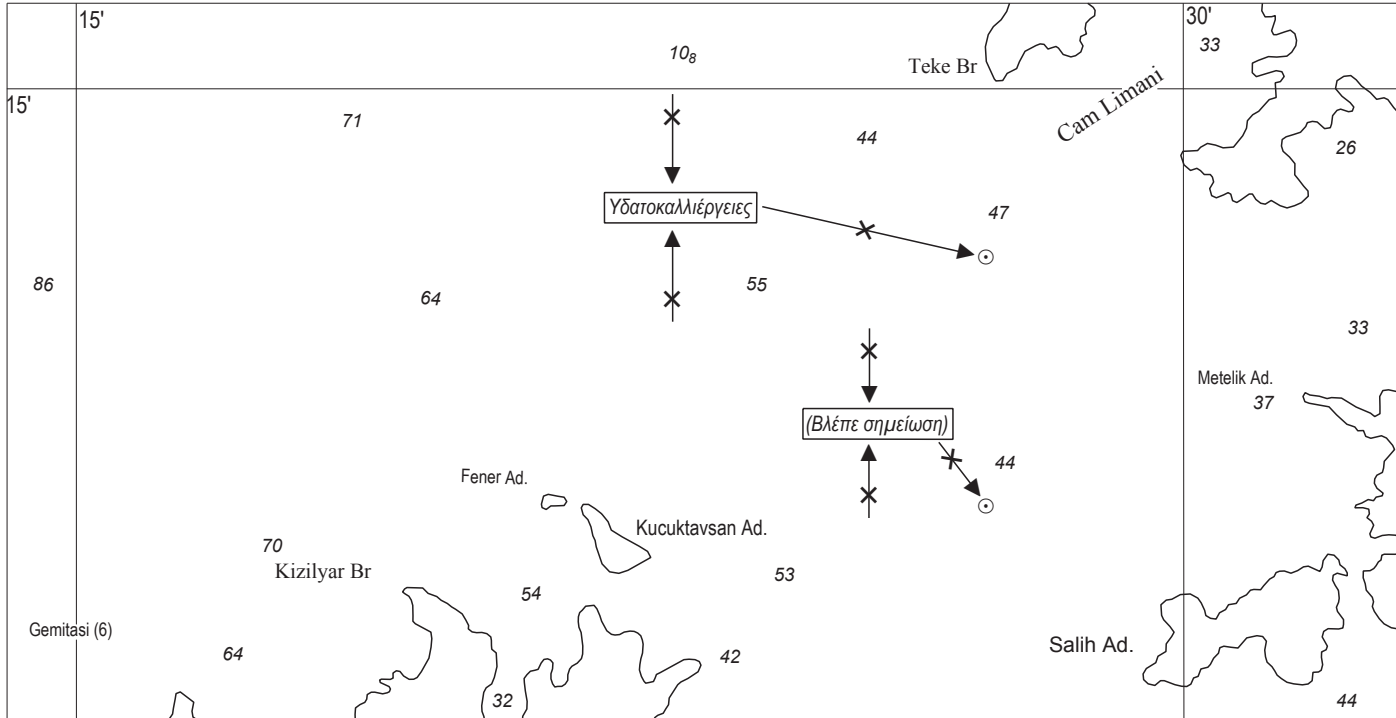 15'
30'
33
10₈
Teke Br
15'
71
44
Cam Limani
26
Υδατοκαλλιέργειες
47
86
64
55
33
Metelik Ad.
37
(Βλέπε σημείωση)
44
Fener Ad.
Kucuktavsan Ad.
70
Kizilyar Br
53
54
Gemitasi (6)
64
42
Salih Ad.
32
44